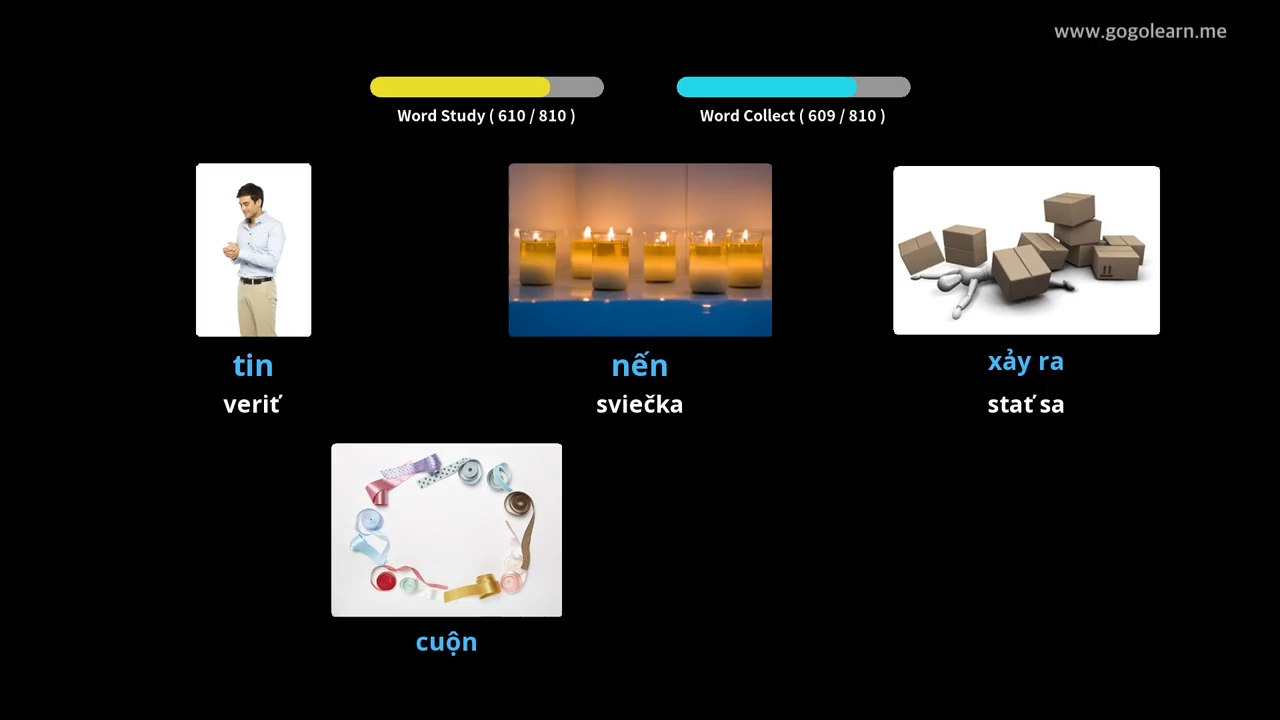 www.gogolearn.me
Word Study ( 610 / 810 )
Word Collect ( 609 / 810 )
tin
nến
xảy ra
veriť
sviečka
stať sa
cuộn